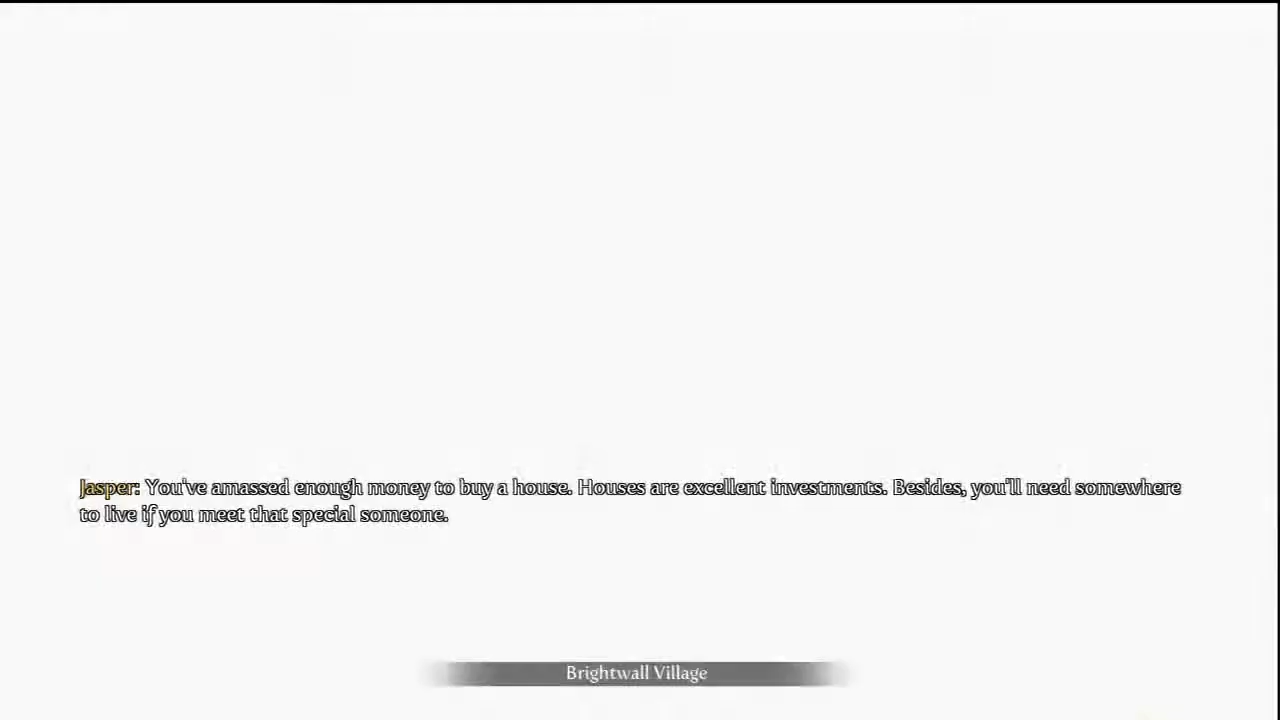 Jasper: You've amassed enough money to buy a house. Houses are excellent investments. Besides, you'll need somewhere
to live if you meet that special someone.
Brightwall Village